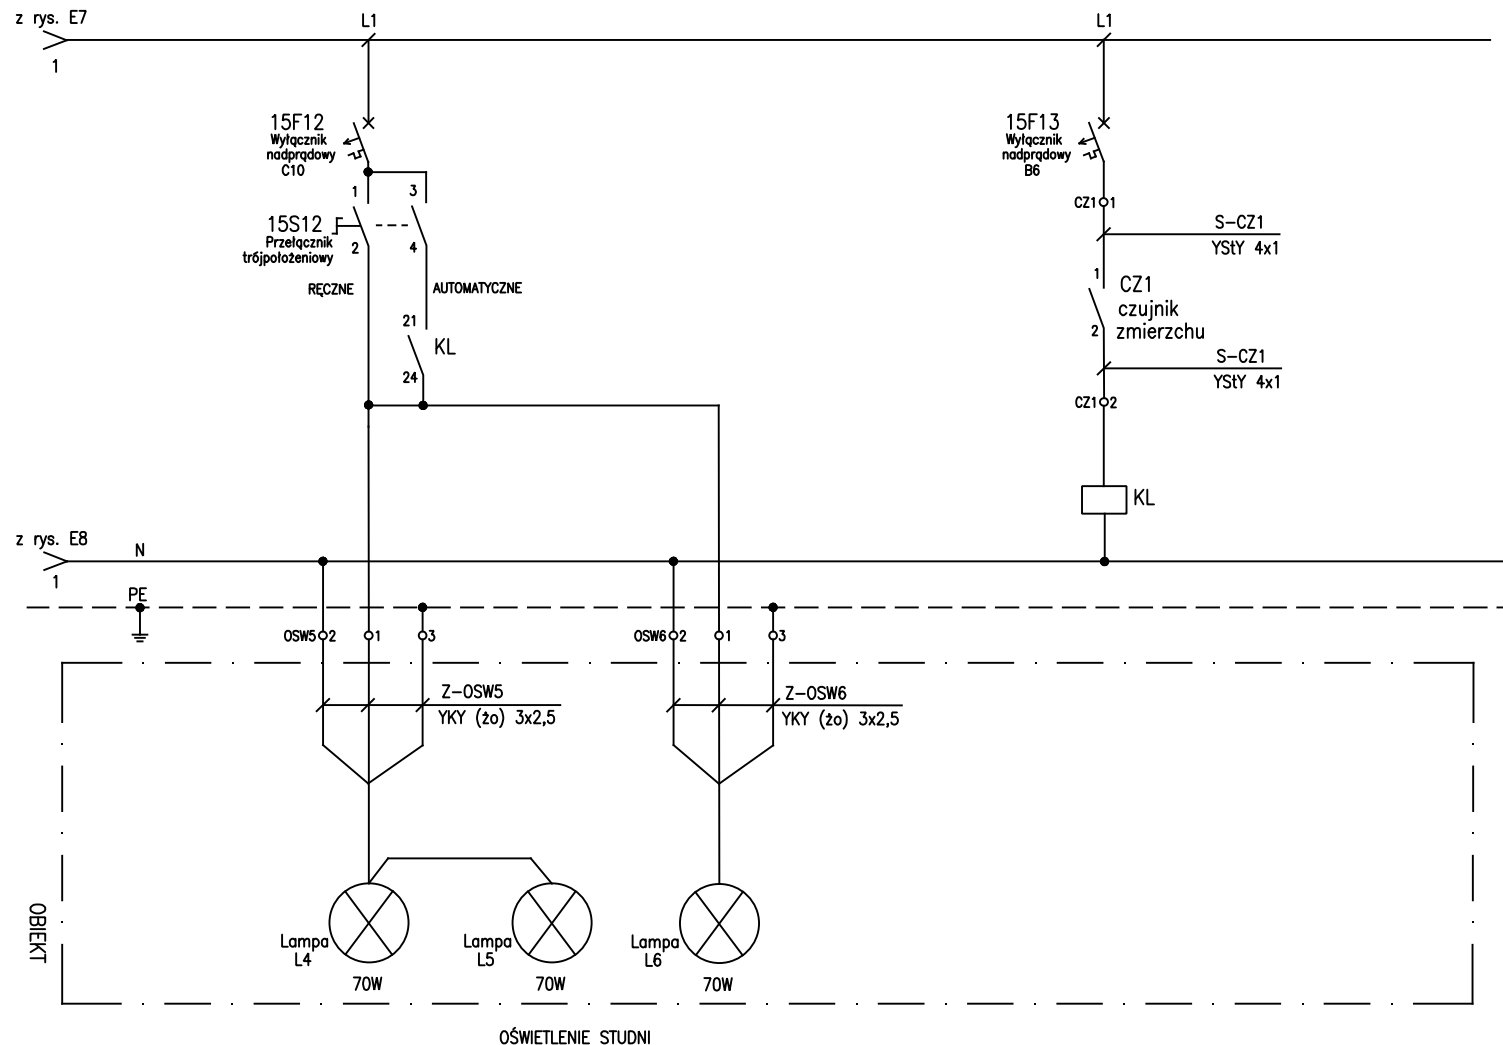 z rys. E7
1
L1
L1
15F12
Wyłącznik
nadprądowy
C10
15F13
Wyłącznik
nadprądowy
B6
1
3
15S12
Przełącznik
trójpołożeniowy
2
4
RĘCZNE
AUTOMATYCZNE
21
KL
24
CZ1 1
S-CZ1
YStY 4x1
1
CZ1
czujnik
zmierzchu
2
S-CZ1
YStY 4x1
CZ1 2
KL
z rys. E8
N
1
PE
OSW5 2
1
3
OSW6 2
1
3
Z-OSW5
YKY (żo) 3x2,5
Z-OSW6
YKY (żo) 3x2,5
OBIEKT
Lampa
L4
70W
Lampa
L5
70W
Lampa
L6
70W
OŚWIETLENIE STUDNI